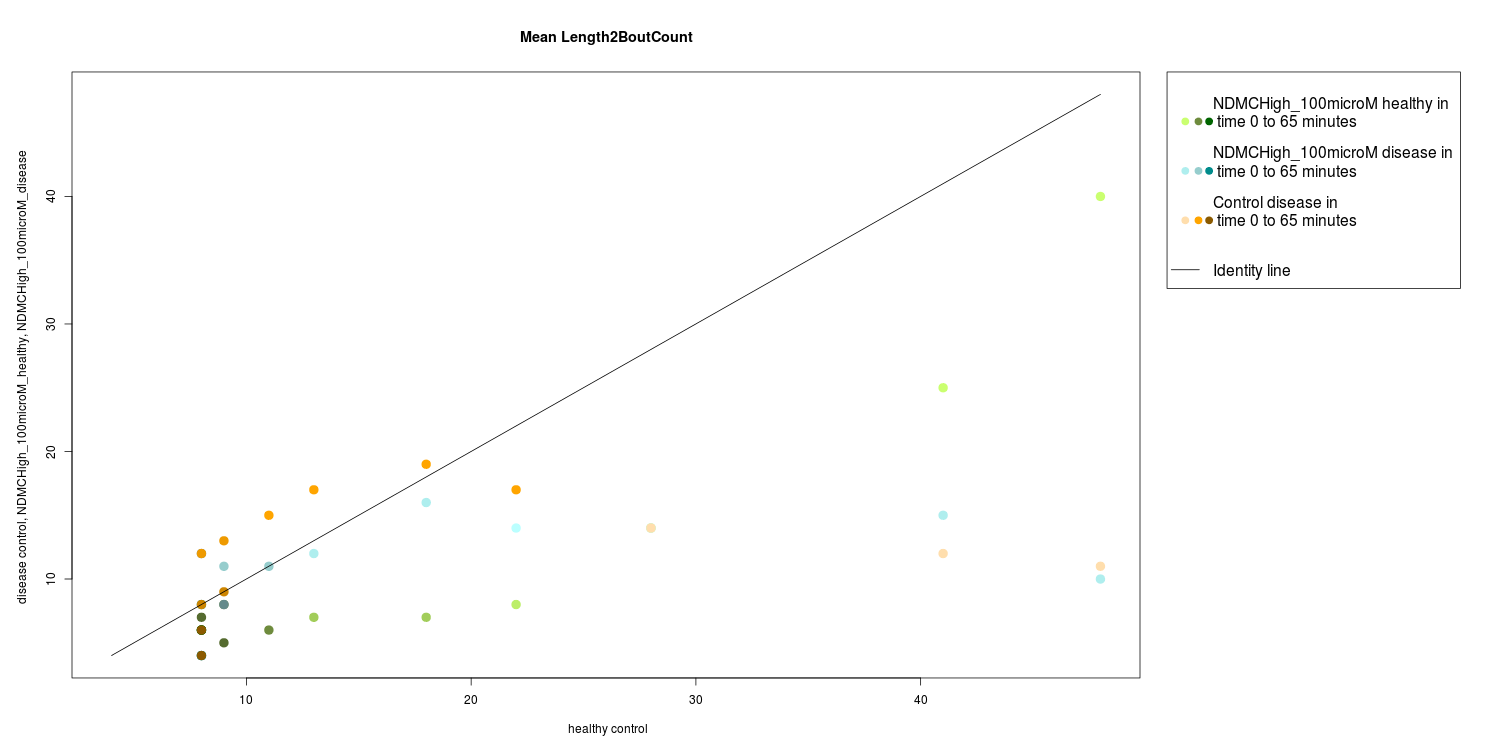 Mean Length2BoutCount
disease control, NDMCHigh_100microM_healthy, NDMCHigh_100microM_disease
40
30
20
10
10
20
30
40
healthy control
NDMCHigh_100microM healthy in
time 0 to 65 minutes
NDMCHigh_100microM disease in
time 0 to 65 minutes
Control disease in
time 0 to 65 minutes
Identity line